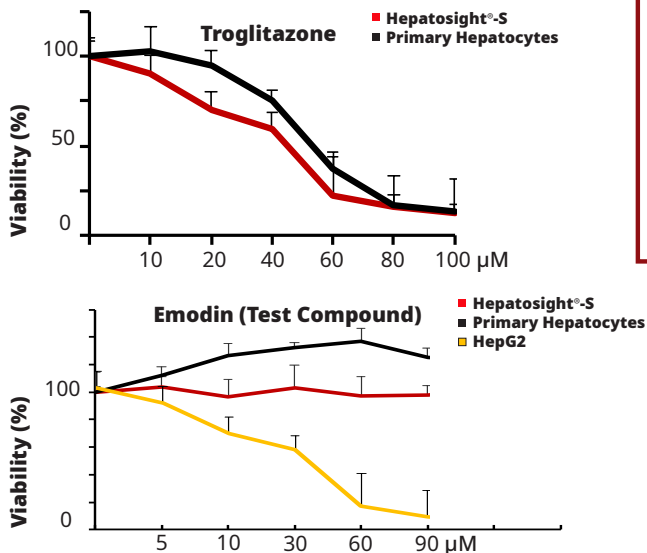 Troglitazone
Hepatosight®-S
Primary Hepatocytes
Viability (%)
100
50
0
10 20 40 60 80 100 µM
Emodin (Test Compound)
Hepatosight®-S
Primary Hepatocytes
HepG2
Viability (%)
100
0
5 10 30 60 90 µM